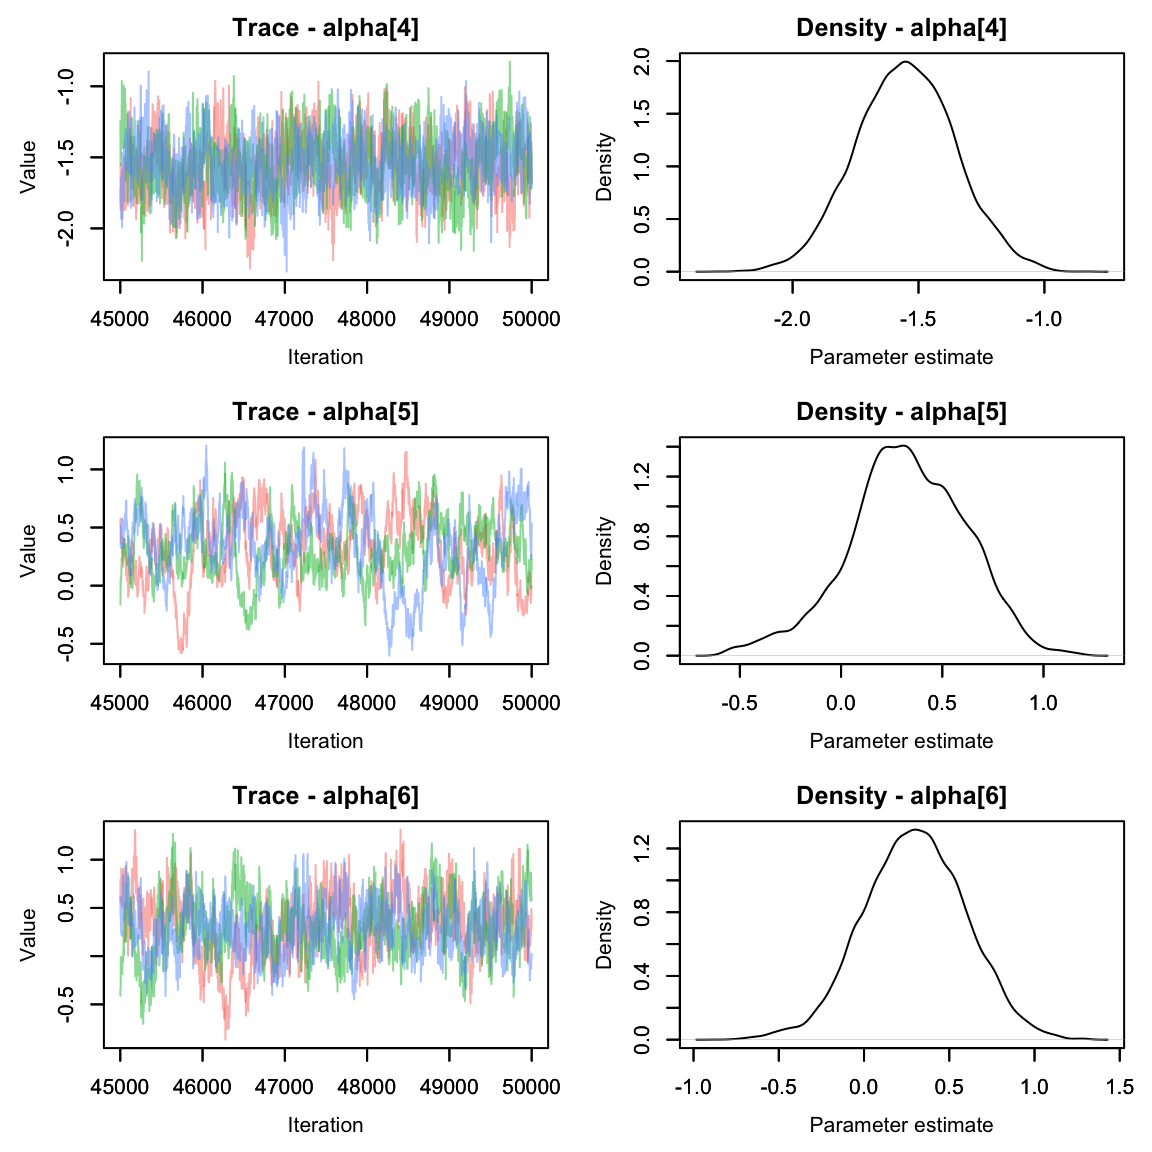 Trace - alpha[4]
Value
-1.0
-1.5
-2.0
45000 46000 47000 48000 49000 50000
Iteration
Density - alpha[4]
Density
2.0
1.5
1.0
0.5
0.0
-2.0 -1.5 -1.0
Parameter estimate
Trace - alpha[5]
Value
1.0
0.5
0.0
-0.5
45000 46000 47000 48000 49000 50000
Iteration
Density - alpha[5]
Density
1.2
0.8
0.4
0.0
-0.5 0.0 0.5 1.0
Parameter estimate
Trace - alpha[6]
Value
1.0
0.5
-0.5
45000 46000 47000 48000 49000 50000
Iteration
Density - alpha[6]
Density
1.2
0.8
0.4
0.0
-1.0 -0.5 0.0 0.5 1.0 1.5
Parameter estimate